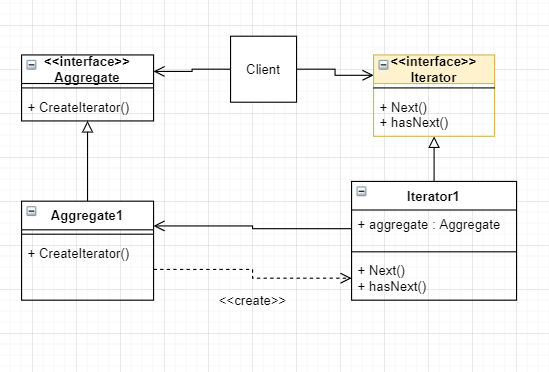 <<interface>>
Aggregate
+ CreateIterator()
Client
<<interface>>
Iterator
+ Next()
+ hasNext()
Aggregate1
+ CreateIterator()
Iterator1
+ aggregate : Aggregate
+ Next()
+ hasNext()
<<create>>